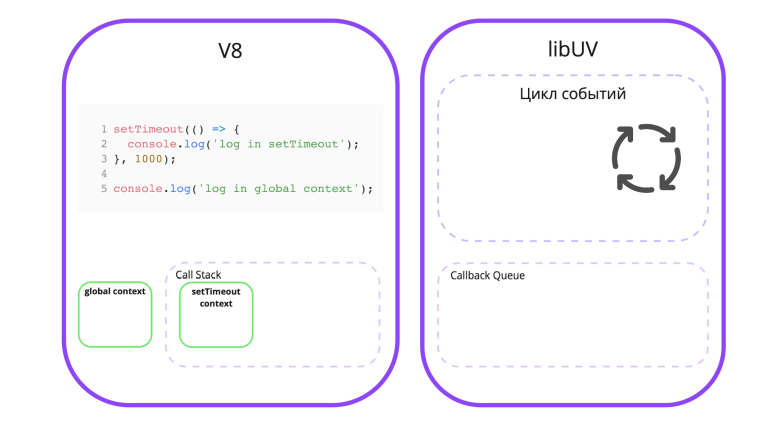 V8
1 setTimeout(() => {
2   console.log('log in setTimeout');
3 }, 1000);
4
5 console.log('log in global context');
global context
Call Stack
setTimeout
context
libUV
Цикл событий
Callback Queue